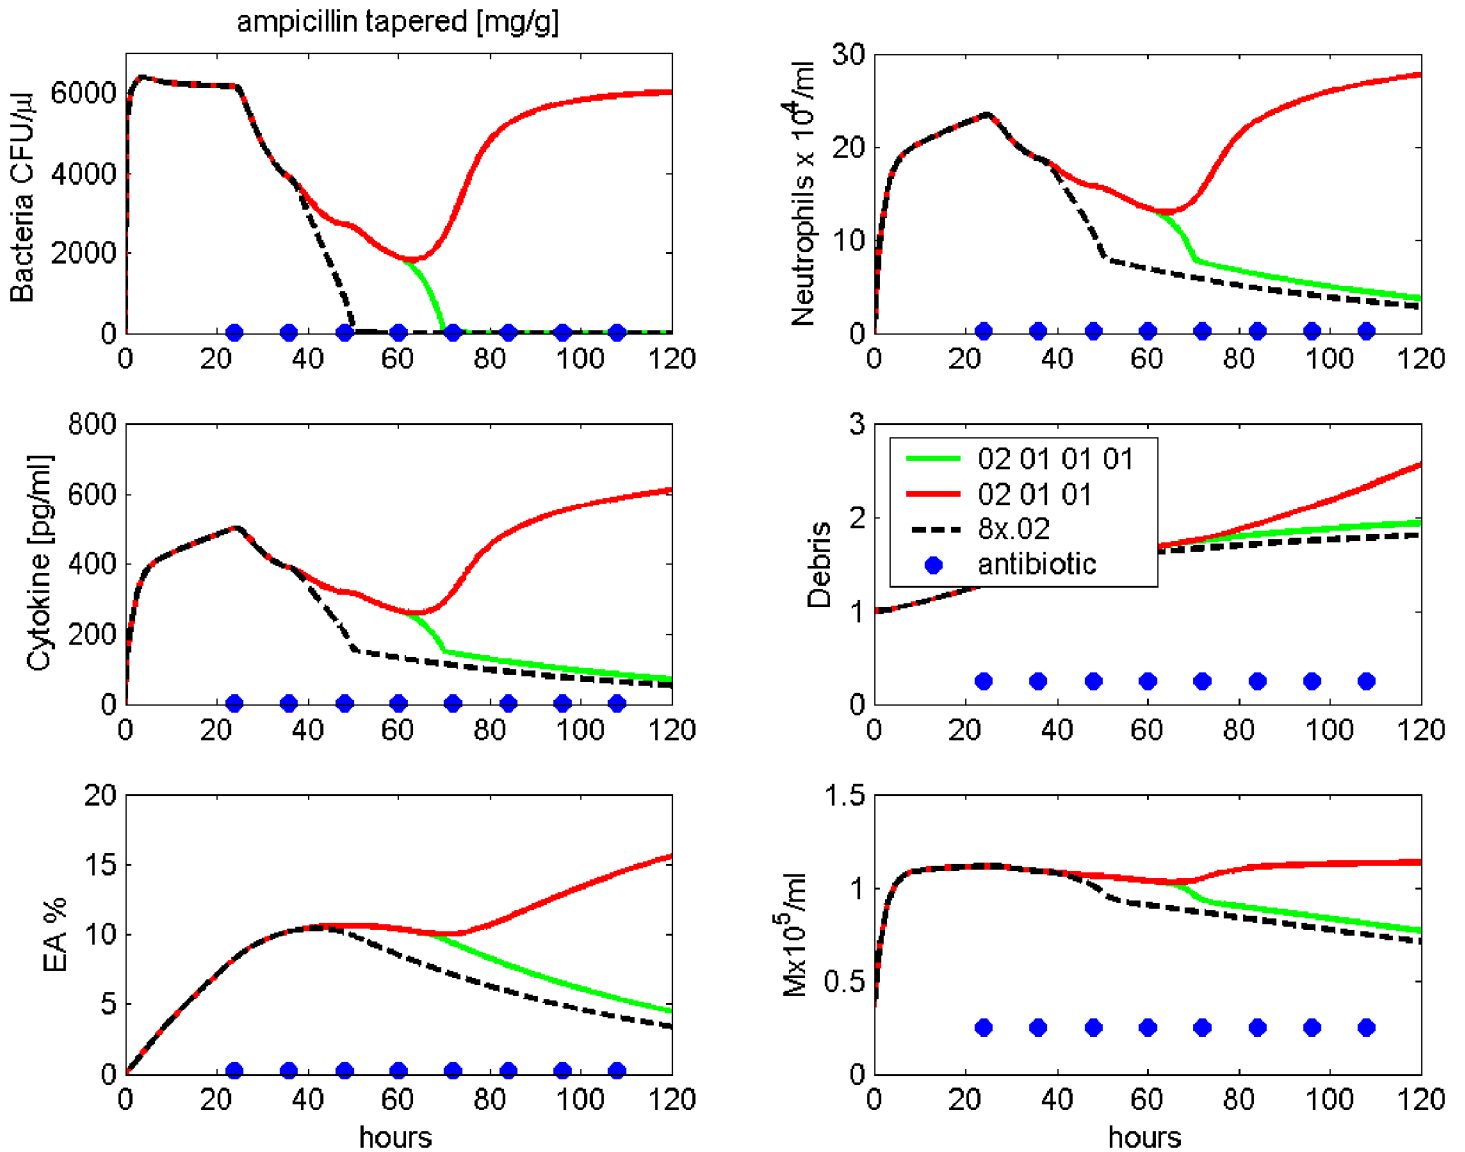 ampicillin tapered [mg/g]
Bacteria CFU/μl
6000
4000
2000
0
0 20 40 60 80 100 120
Neutrophils x 10^4/ml
30
20
10
0
0 20 40 60 80 100 120
Cytokine [pg/ml]
800
600
400
200
0
0 20 40 60 80 100 120
Debris
3
2
1
0
02 01 01 01
02 01 01
8x.02
antibiotic
0 20 40 60 80 100 120
EA %
20
15
10
5
0
0 20 40 60 80 100 120
hours
Mx10^5/ml
1.5
1
0.5
0
0 20 40 60 80 100 120
hours